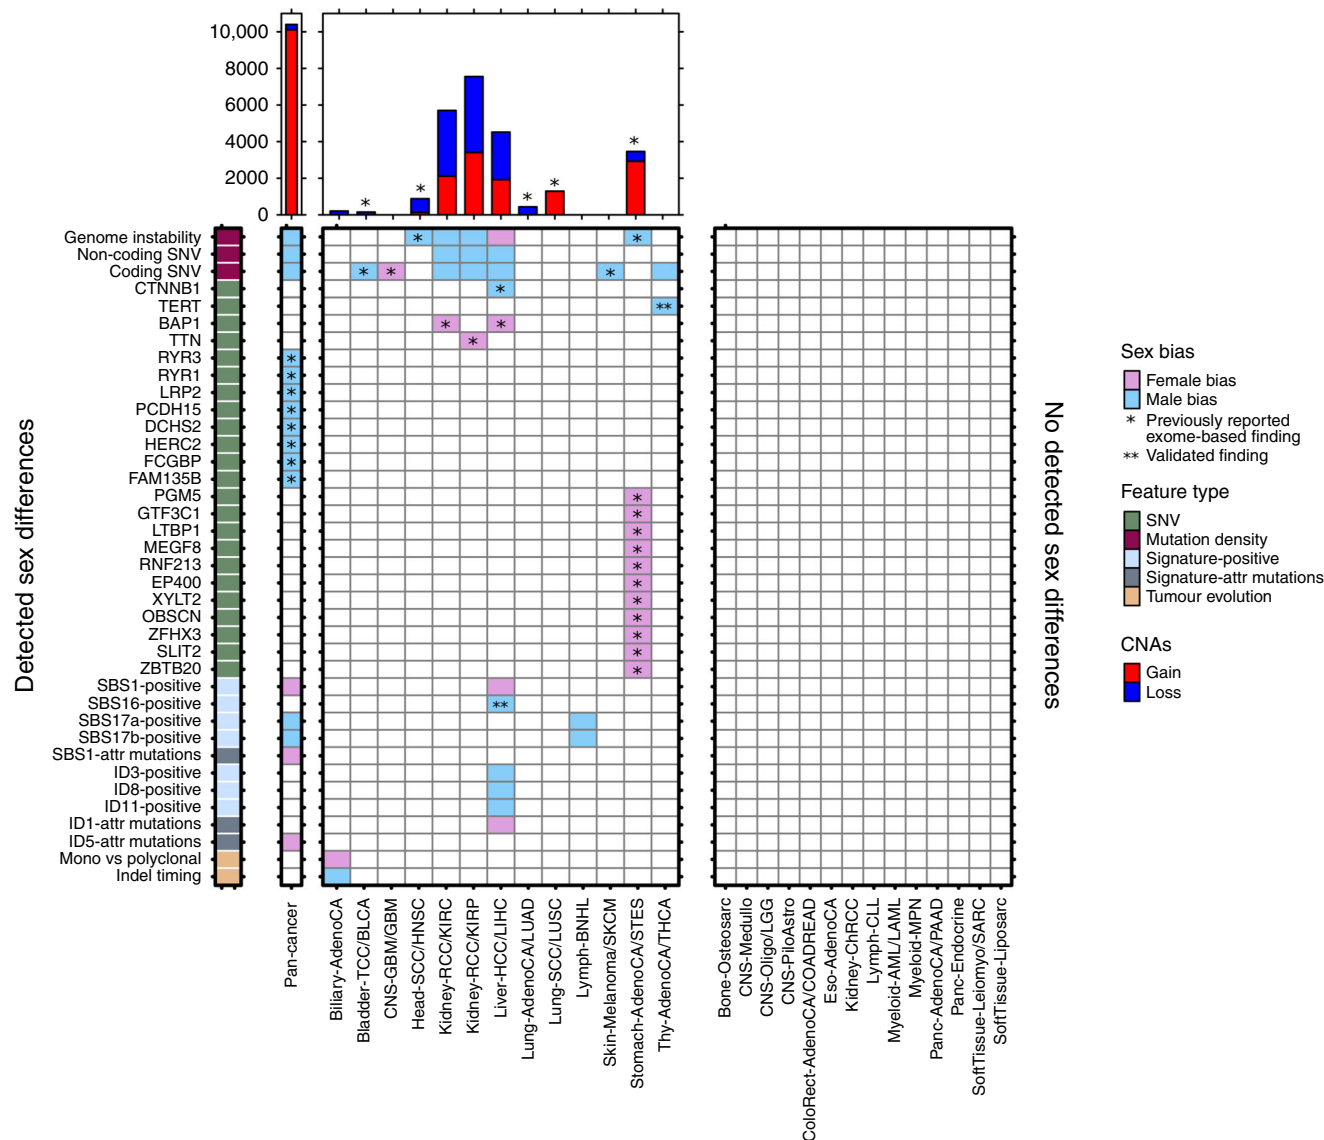 10,000
8000
6000
4000
2000
0
*
*
*
*
*
Genome instability
* *
Non-coding SNV
Coding SNV
* * *
CTNNB1
*
TERT
**
BAP1
* *
TTN
*
RYR3
*
RYR1
*
LRP2
*
PCDH15
*
DCHS2
*
HERC2
*
FCGBP
*
FAM135B
*
PGM5
*
GTF3C1
*
LTBP1
*
MEGF8
*
RNF213
*
EP400
*
XYLT2
*
OBSCN
*
ZFHX3
*
SLIT2
*
ZBTB20
*
SBS1-positive
SBS16-positive
**
SBS17a-positive
SBS17b-positive
SBS1-attr mutations
ID3-positive
ID8-positive
ID11-positive
ID1-attr mutations
ID5-attr mutations
Mono vs polyclonal
Indel timing
Detected sex differences
No detected sex differences
Pan-cancer
Biliary-AdenoCA
Bladder-TCC/BLCA
CNS-GBM/GBM
Head-SCC/HNSC
Kidney-RCC/KIRC
Kidney-RCC/KIRP
Liver-HCC/LIHC
Lung-AdenoCA/LUAD
Lung-SCC/LUSC
Lymph-BNHL
Skin-Melanoma/SKCM
Stomach-AdenoCA/STES
Thy-AdenoCA/THCA
Bone-Osteosarc
CNS-Medullo
CNS-Oligo/LGG
CNS-PiloAstro
ColoRect-AdenoCA/COADREAD
Eso-AdenoCA
Kidney-ChRCC
Lymph-CLL
Myeloid-AML/LAML
Myeloid-MPN
Panc-AdenoCA/PAAD
Panc-Endocrine
SoftTissue-Leiomyo/SARC
SoftTissue-Liposarc
Sex bias
Female bias
Male bias
* Previously reported
exome-based finding
** Validated finding
Feature type
SNV
Mutation density
Signature-positive
Signature-attr mutations
Tumour evolution
CNAs
Gain
Loss